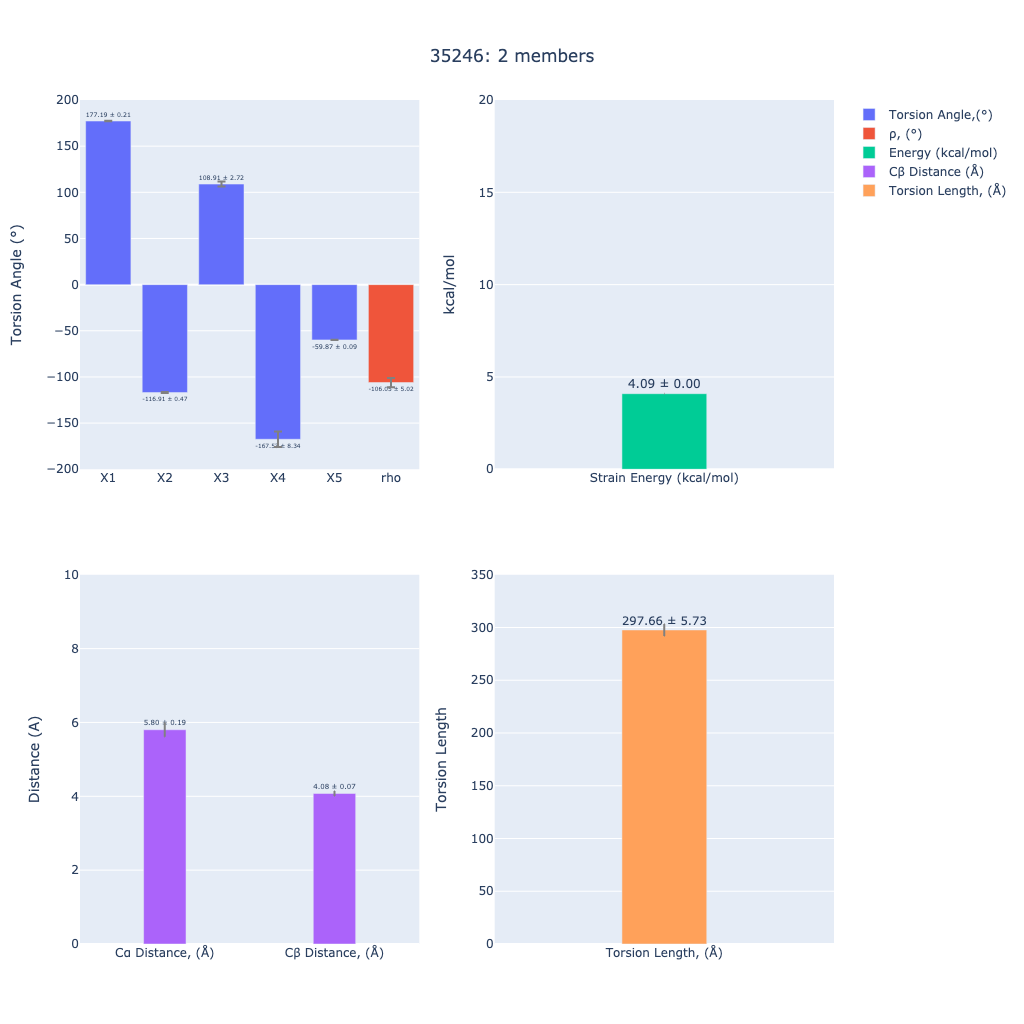 35246: 2 members
Torsion Angle (°)
200
150
100
50
0
−50
−100
−150
−200
177.19 ± 0.21
-116.91 ± 0.47
108.91 ± 2.72
± 8.34
-59.87 ± 0.09
± 5.02
X1 X2 X3 X4 X5 rho
kcal/mol
20
15
10
5
0
4.09 ± 0.00
Strain Energy (kcal/mol)
Torsion Angle,(°)
ρ, (°)
Energy (kcal/mol)
Cβ Distance (Å)
Torsion Length, (Å)
Distance (A)
10
8
6
4
2
0
5.80 ± 0.19
4.08 ± 0.07
Cα Distance, (Å) Cβ Distance, (Å)
Torsion Length
350
300
250
200
150
100
50
0
297.66 ± 5.73
Torsion Length, (Å)